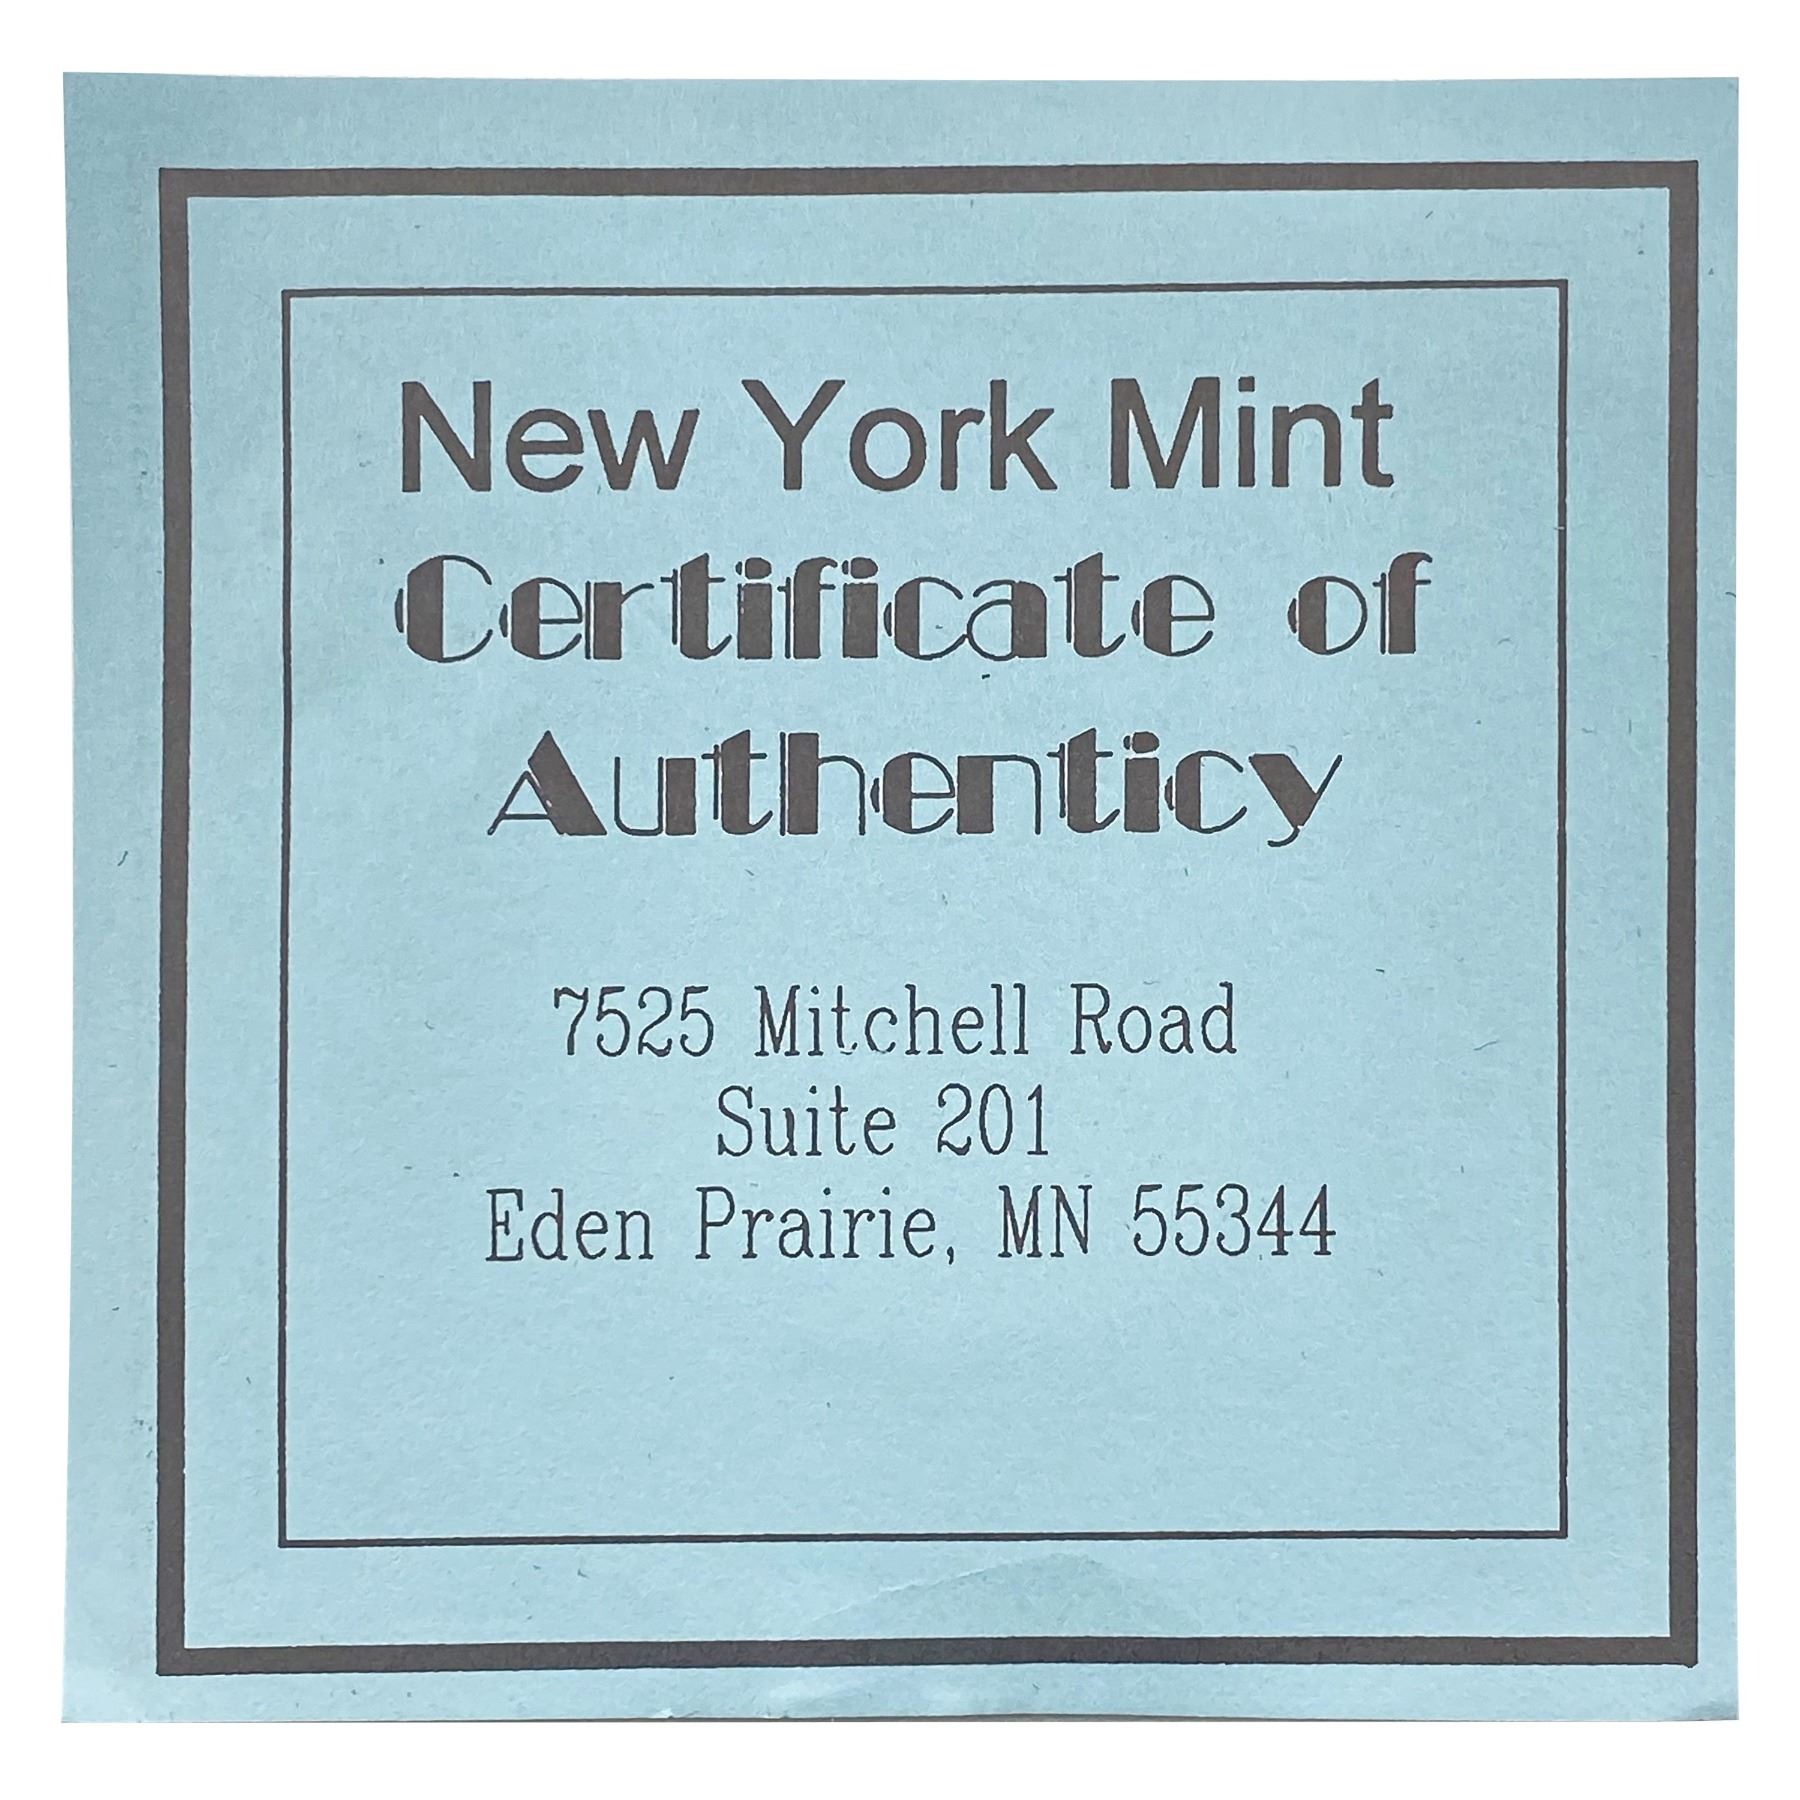 New York Mint
Certificate of
Authenticy
7525 Mitchell Road
Suite 201
Eden Prairie, MN 55344